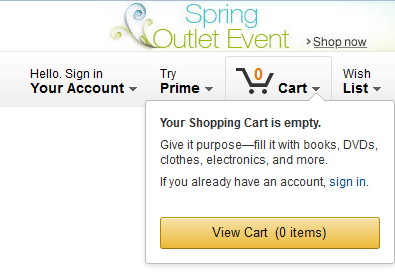 Spring
Outlet Event
›Shop now
Hello. Sign in
Your Account
Try
Prime
0
Cart
Wish
List
Your Shopping Cart is empty.
Give it purpose—fill it with books, DVDs,
clothes, electronics, and more.
If you already have an account, sign in.
View Cart (0 items)